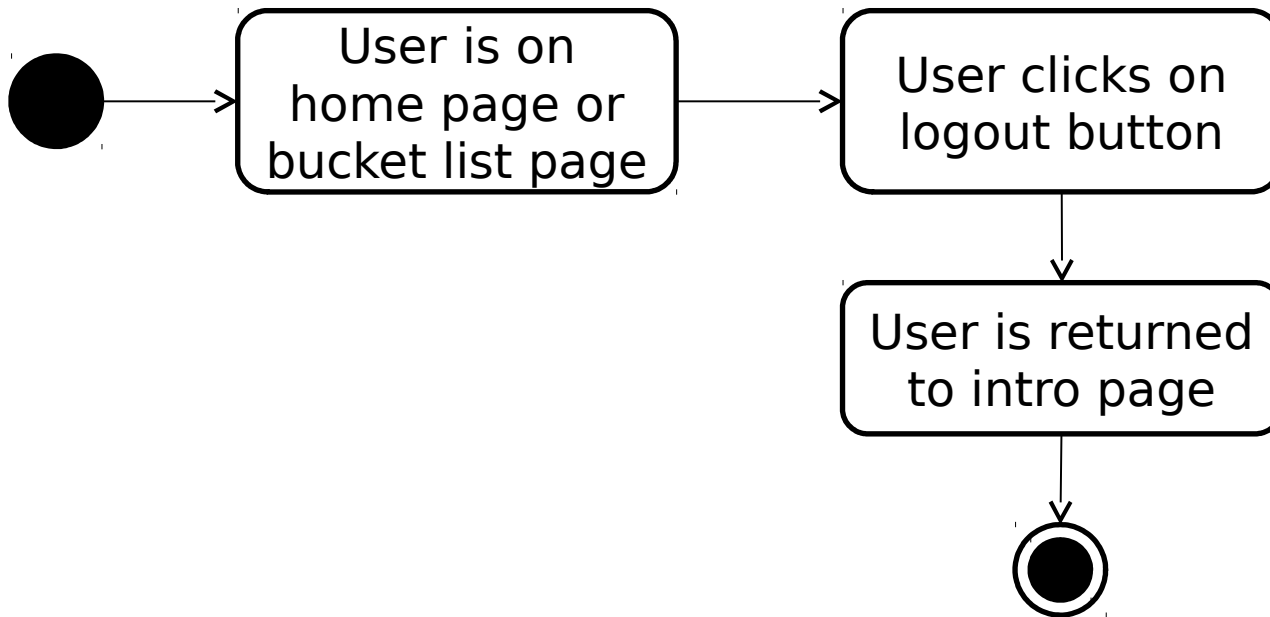 User is on
home page or
bucket list page
User clicks on
logout button
User is returned
to intro page